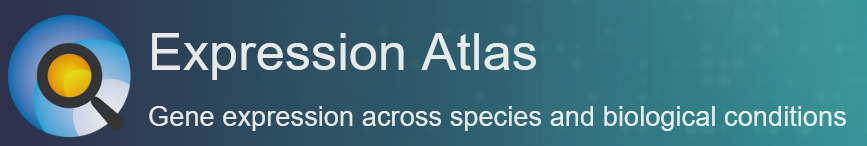 Expression Atlas
Gene expression across species and biological conditions